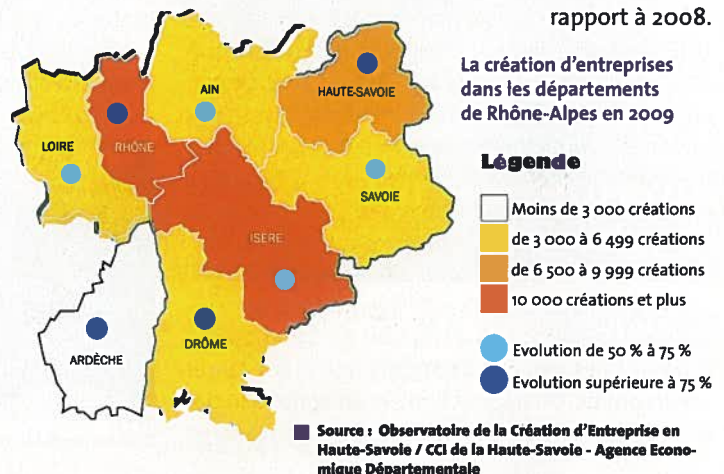 rapport à 2008.
La création d'entreprises
dans les départements
de Rhône-Alpes en 2009
AIN
HAUTE-SAVOIE
LOIRE
RHÔNE
SAVOIE
ISÈRE
ARDÈCHE
DRÔME
Légende
Moins de 3 000 créations
de 3 000 à 6 499 créations
de 6 500 à 9 999 créations
10 000 créations et plus
Evolution de 50 % à 75 %
Evolution supérieure à 75 %
Source : Observatoire de la Création d'Entreprise en
Haute-Savoie / CCI de la Haute-Savoie - Agence Econo-
mique Départementale